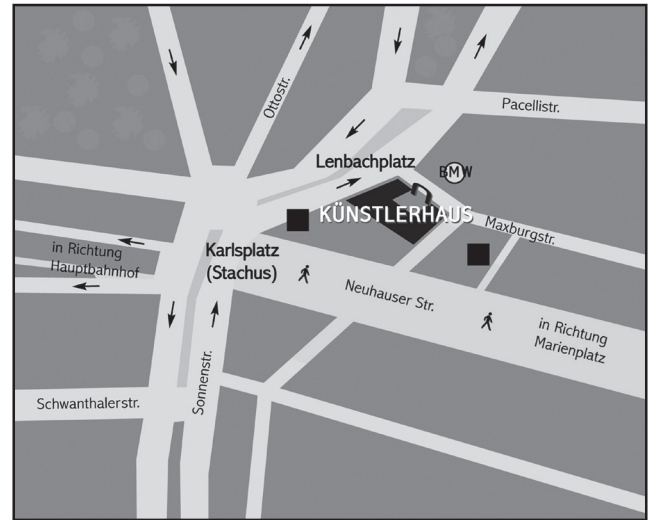 Ottostr.
Pacellistr.
Lenbachplatz
BMW
KÜNSTLERHAUS
Maxburgstr.
in Richtung
Hauptbahnhof
Karlsplatz
(Stachus)
Neuhauser Str.
in Richtung
Marienplatz
Sonnenstr.
Schwanthalerstr.